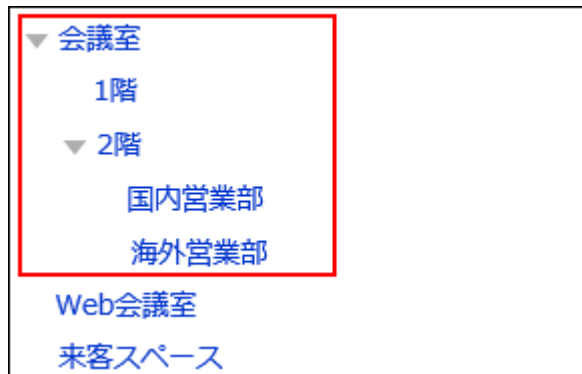 会議室
1階
2階
国内営業部
海外営業部
Web会議室
来客スペース